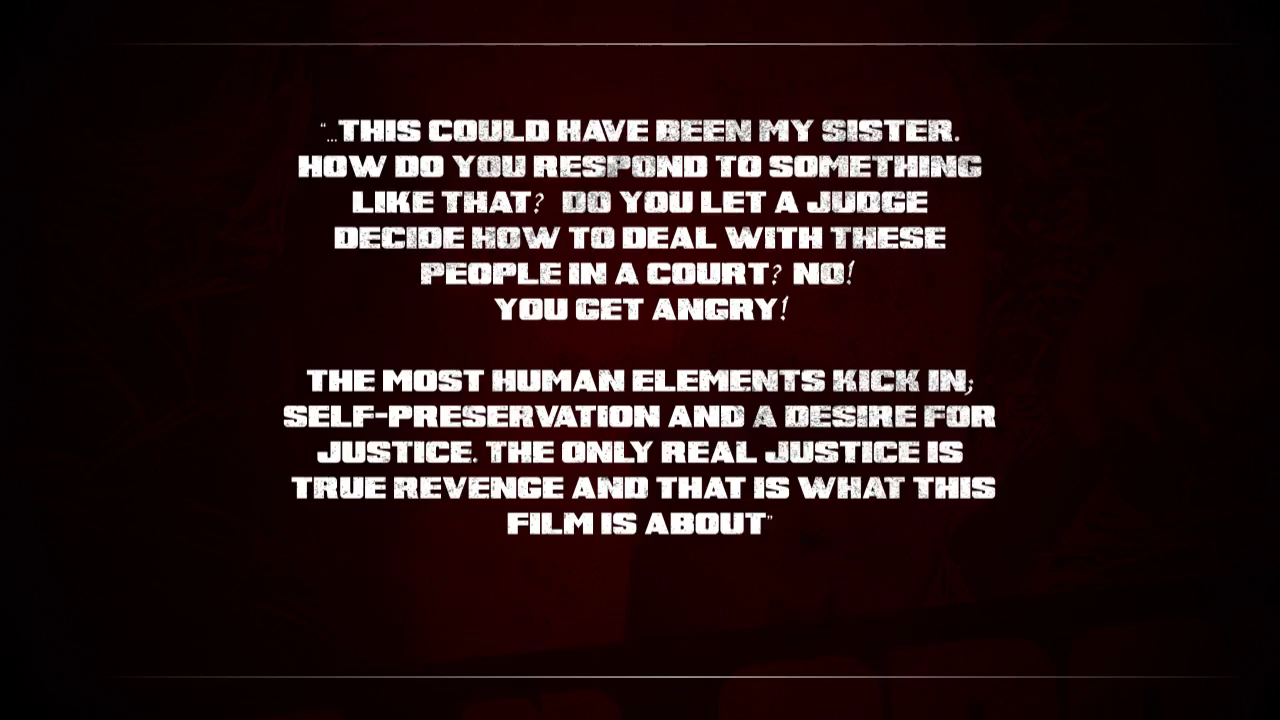 “...THIS COULD HAVE BEEN MY SISTER.
HOW DO YOU RESPOND TO SOMETHING
LIKE THAT? DO YOU LET A JUDGE
DECIDE HOW TO DEAL WITH THESE
PEOPLE IN A COURT? NO!
YOU GET ANGRY!
THE MOST HUMAN ELEMENTS KICK IN;
SELF-PRESERVATION AND A DESIRE FOR
JUSTICE. THE ONLY REAL JUSTICE IS
TRUE REVENGE AND THAT IS WHAT THIS
FILM IS ABOUT”